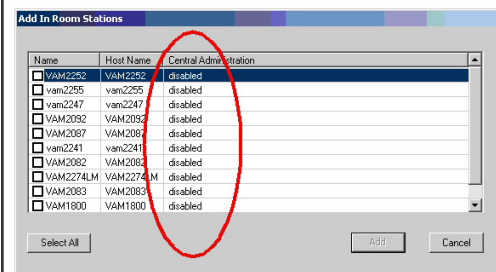 Add In Room Stations
Name Host Name Central Administration
VAM2252 VAM2252 disabled
vam2255 vam2255 disabled
vam2247 vam2247 disabled
VAM2092 VAM2092 disabled
VAM2087 VAM2087 disabled
vam2241 vam2241 disabled
VAM2082 VAM2082 disabled
VAM2274LM VAM2274LM disabled
VAM2083 VAM2083 disabled
VAM1800 VAM1800 disabled
Select All Add Cancel